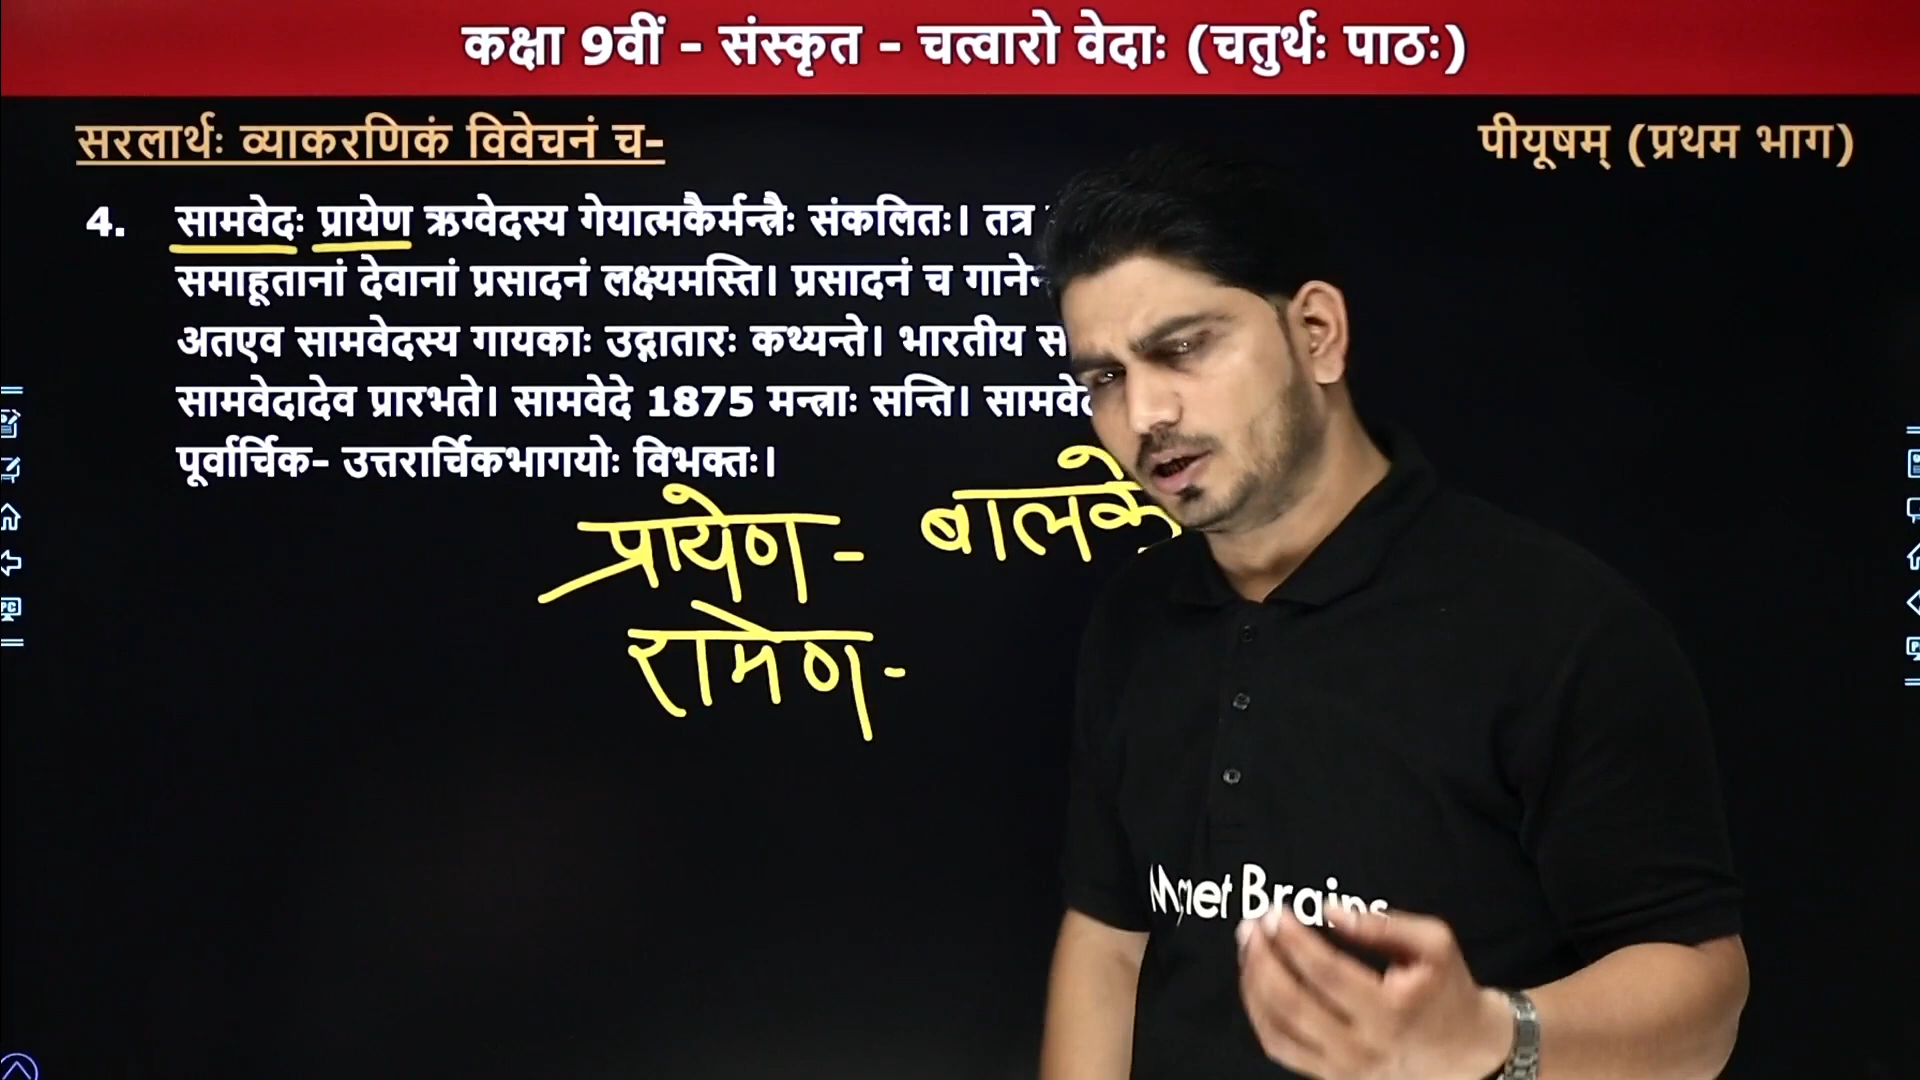 कक्षा 9वीं - संस्कृत - चत्वारो वेदाः (चतुर्थः पाठः)
सरलार्थः व्याकरणिकं विवेचनं च-
पीयूषम् (प्रथम भाग)
4. सामवेदः प्रायेण ऋग्वेदस्य गेयात्मकैर्मन्त्रैः संकलितः। तत्र
समाहूतानां देवानां प्रसादनं लक्ष्यमस्ति। प्रसादनं च
अतएव सामवेदस्य गायकाः उद्गातारः कथ्यन्ते। भारतीय
सामवेदादेव प्रारभते। सामवेदे 1875 मन्त्राः सन्ति।
पूर्वार्चिक- उत्तरार्चिकभागयोः विभक्तः।
प्रायेण - बालके
रामेण -
Brains